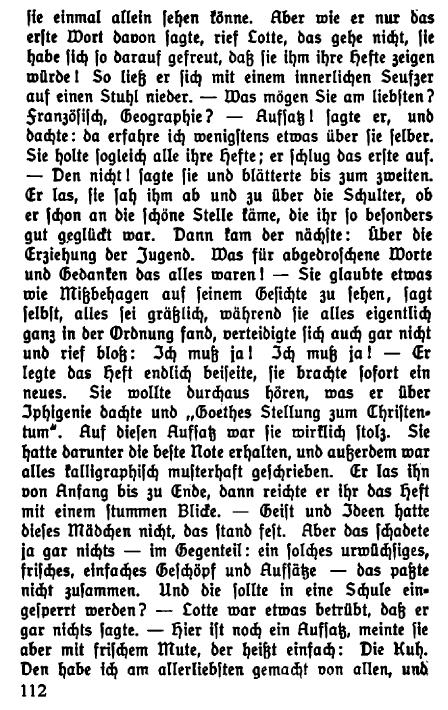 sie einmal allein sehen könne. Aber wie er nur das
erste Wort davon sagte, rief Lotte, das gehe nicht, sie
habe sich so darauf gefreut, daß sie ihm ihre Hefte zeigen
würde! So ließ er sich mit einem innerlichen Seufzer
auf einen Stuhl nieder. — Was mögen Sie am liebsten?
Französisch, Geographie? — Aufsatz! sagte er, und
dachte: da erfahre ich wenigstens etwas über sie selber.
Sie holte sogleich alle ihre Hefte; er schlug das erste auf.
— Den nicht! sagte sie und blätterte bis zum zweiten.
Er las, sie sah ihm ab und zu über die Schulter, ob
er schon an die schöne Stelle käme, die ihr so besonders
gut geglückt war. Dann kam der nächste: Über die
Erziehung der Jugend. Was für abgedroschene Worte
und Gedanken das alles waren! — Sie glaubte etwas
wie Mißbehagen auf seinem Gesichte zu sehen, sagt
selbst, alles sei gräßlich, während sie alles eigentlich
ganz in der Ordnung fand, verteidigte sich auch gar nicht
und rief bloß: Ich muß ja! Ich muß ja! — Er
legte das Heft endlich beiseite, sie brachte sofort ein
neues. Sie wollte durchaus hören, was er über
Iphigenie dachte und „Goethes Stellung zum Christen-
tum". Auf diesen Aufsatz war sie wirklich stolz. Sie
hatte darunter die beste Note erhalten, und außerdem war
alles kalligraphisch musterhaft geschrieben. Er las ihn
von Anfang bis zu Ende, dann reichte er ihr das Heft
mit einem stummen Blicke. — Geist und Ideen hatte
dieses Mädchen nicht, das stand fest. Aber das schadete
ja gar nichts — im Gegenteil: ein solches urwüchsiges,
frisches, einfaches Geschöpf und Aufsätze — das paßte
nicht zusammen. Und die sollte in eine Schule ein-
gesperrt werden? — Lotte war etwas betrübt, daß er
gar nichts sagte. — Hier ist noch ein Aufsatz, meinte sie
aber mit frischem Mute, der heißt einfach: Die Kuh.
Den habe ich am allerliebsten gemacht von allen, und
112